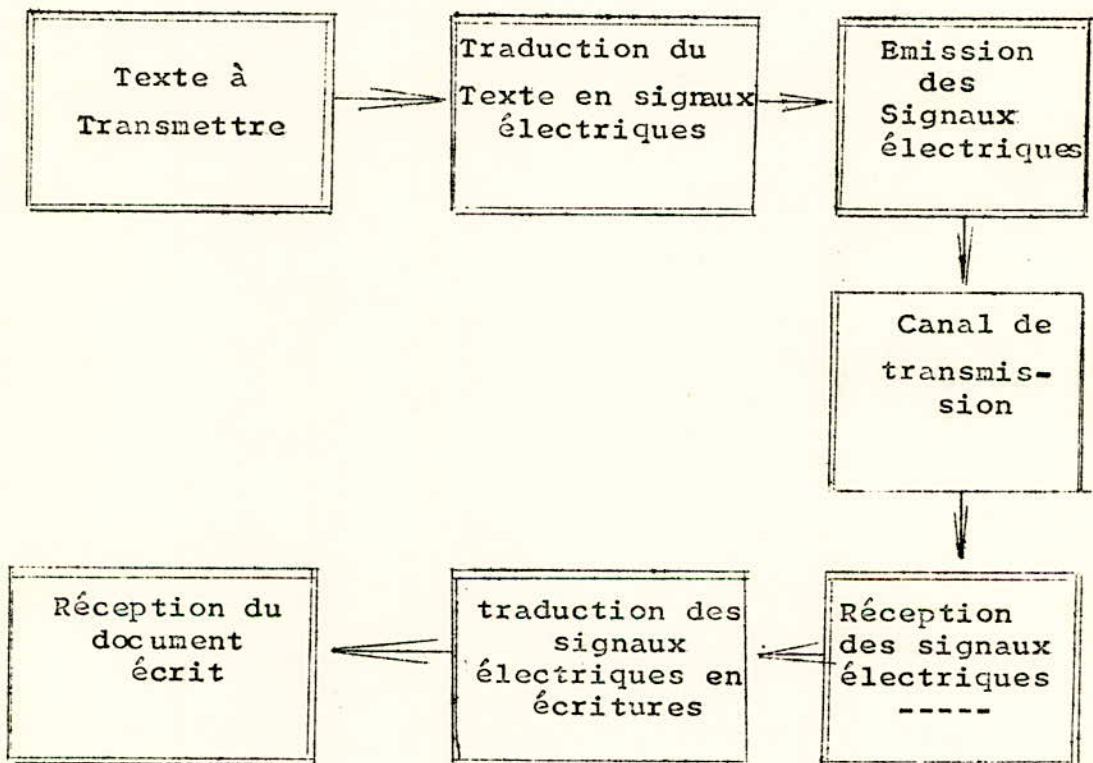 Texte à
Transmettre
Traduction du
Texte en signaux
électriques
Emission
des
Signaux
électriques
Canal de
transmis-
sion
Réception
des signaux
électriques
-----
traduction des
signaux
électriques en
écritures
Réception du
document
écrit